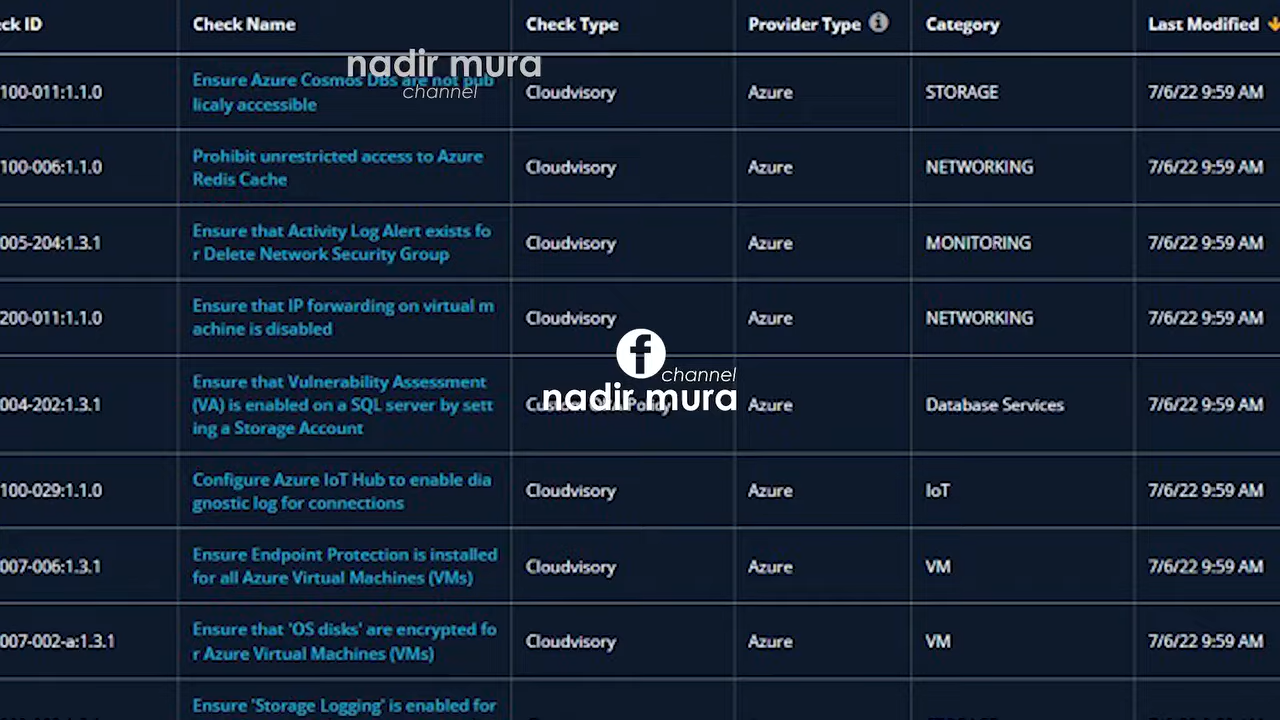 ck ID Check Name Check Type Provider Type Category Last Modified
nadir mura
channel
Ensure Azure Cosmos DBs are not pub
licaly accessible
100-011:1.1.0 Cloudvisory Azure STORAGE 7/6/22 9:59 AM
Prohibit unrestricted access to Azure
Redis Cache
100-006:1.1.0 Cloudvisory Azure NETWORKING 7/6/22 9:59 AM
Ensure that Activity Log Alert exists fo
r Delete Network Security Group
005-204:1.3.1 Cloudvisory Azure MONITORING 7/6/22 9:59 AM
Ensure that IP forwarding on virtual m
achine is disabled
200-011:1.1.0 Cloudvisory Azure NETWORKING 7/6/22 9:59 AM
f
channel
nadir mura
Ensure that Vulnerability Assessment
(VA) is enabled on a SQL server by sett
ing a Storage Account
004-202:1.3.1 Policy Azure Database Services 7/6/22 9:59 AM
Configure Azure IoT Hub to enable dia
gnostic log for connections
100-029:1.1.0 Cloudvisory Azure IoT 7/6/22 9:59 AM
Ensure Endpoint Protection is installed
for all Azure Virtual Machines (VMs)
007-006:1.3.1 Cloudvisory Azure VM 7/6/22 9:59 AM
Ensure that 'OS disks' are encrypted fo
r Azure Virtual Machines (VMs)
007-002-a:1.3.1 Cloudvisory Azure VM 7/6/22 9:59 AM
Ensure 'Storage Logging' is enabled for